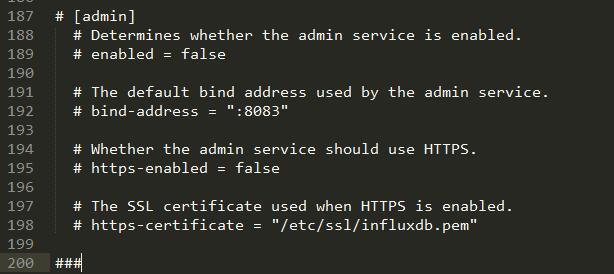 187 # [admin]
188   # Determines whether the admin service is enabled.
189   # enabled = false
190
191   # The default bind address used by the admin service.
192   # bind-address = ":8083"
193
194   # Whether the admin service should use HTTPS.
195   # https-enabled = false
196
197   # The SSL certificate used when HTTPS is enabled.
198   # https-certificate = "/etc/ssl/influxdb.pem"
199
200 ###